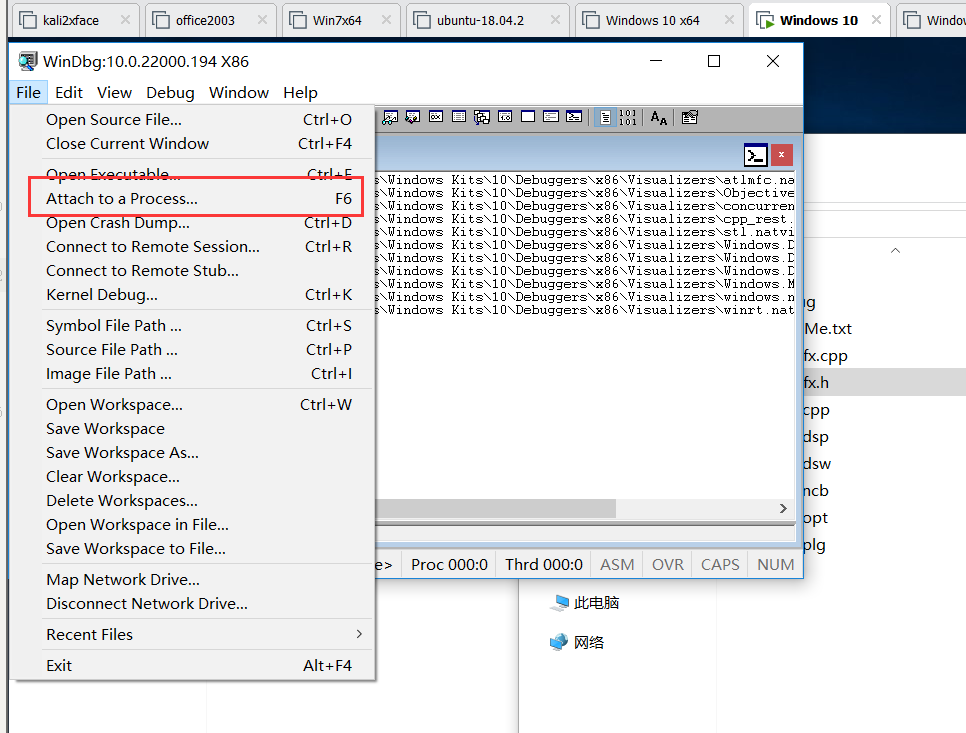 kali2xface
office2003
Win7x64
ubuntu-18.04.2
Windows 10 x64
Windows 10
Windo
WinDbg:10.0.22000.194 X86
File Edit View Debug Window Help
Open Source File... Ctrl+O
Close Current Window Ctrl+F4
Open Executable... Ctrl+E
Attach to a Process... F6
Open Crash Dump... Ctrl+D
Connect to Remote Session... Ctrl+R
Connect to Remote Stub...
Kernel Debug... Ctrl+K
Symbol File Path ... Ctrl+S
Source File Path ... Ctrl+P
Image File Path ... Ctrl+I
Open Workspace... Ctrl+W
Save Workspace
Save Workspace As...
Clear Workspace...
Delete Workspaces...
Open Workspace in File...
Save Workspace to File...
Map Network Drive...
Disconnect Network Drive...
Recent Files
Exit Alt+F4
s\Windows Kits\10\Debuggers\x86\Visualizers\atlmfc.na
s\Windows Kits\10\Debuggers\x86\Visualizers\Objective
s\Windows Kits\10\Debuggers\x86\Visualizers\concurren
s\Windows Kits\10\Debuggers\x86\Visualizers\cpp_rest.
s\Windows Kits\10\Debuggers\x86\Visualizers\stl.natvi
s\Windows Kits\10\Debuggers\x86\Visualizers\Windows.D
s\Windows Kits\10\Debuggers\x86\Visualizers\Windows.D
s\Windows Kits\10\Debuggers\x86\Visualizers\Windows.D
s\Windows Kits\10\Debuggers\x86\Visualizers\Windows.M
s\Windows Kits\10\Debuggers\x86\Visualizers\windows.n
s\Windows Kits\10\Debuggers\x86\Visualizers\winrt.nat
e> Proc 000:0 Thrd 000:0 ASM OVR CAPS NUM
ug
Me.txt
fx.cpp
fx.h
cpp
dsp
dsw
ncb
opt
plg
此电脑
网络